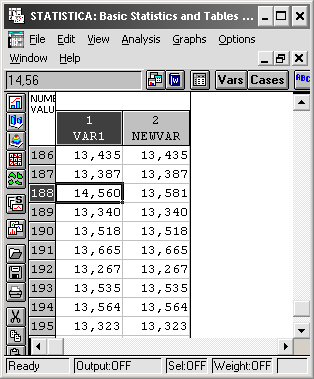 STATISTICA: Basic Statistics and Tables ...
File Edit View Analysis Graphs Options
Window Help
14,56 Vars Cases ABC
NUME 1 2
VALU VAR1 NEWVAR
186 13,435 13,435
187 13,387 13,387
188 14,560 13,581
189 13,340 13,340
190 13,518 13,518
191 13,665 13,665
192 13,267 13,267
193 13,535 13,535
194 13,564 13,564
195 13,323 13,323
Ready Output:OFF Sel:OFF Weight:OFF